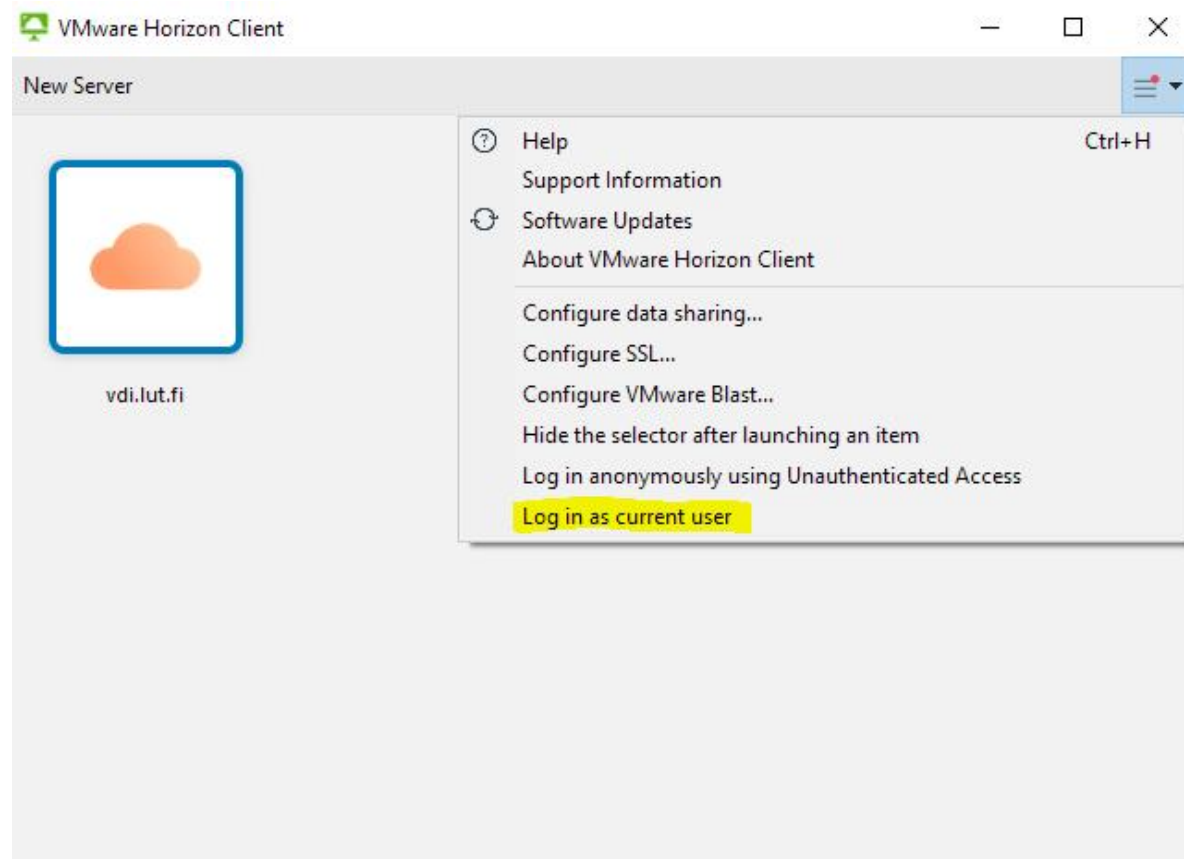 VMware Horizon Client
New Server
Help Ctrl+H
Support Information
Software Updates
About VMware Horizon Client
Configure data sharing...
Configure SSL...
vdi.lut.fi Configure VMware Blast...
Hide the selector after launching an item
Log in anonymously using Unauthenticated Access
Log in as current user